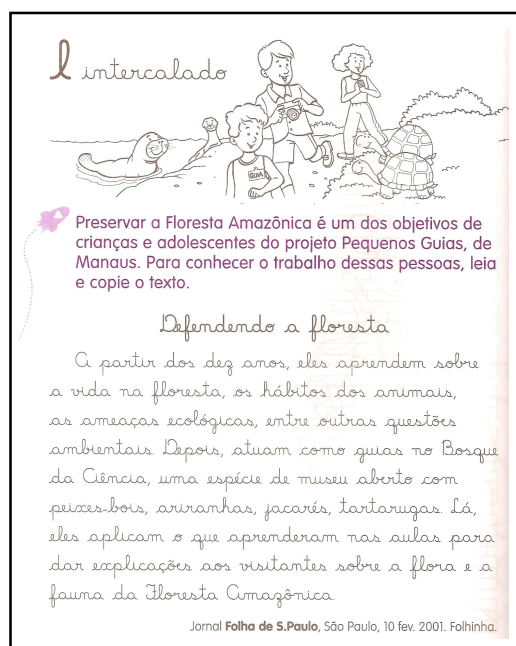 l intercalado
GUIA
Preservar a Floresta Amazônica é um dos objetivos de
crianças e adolescentes do projeto Pequenos Guias, de
Manaus. Para conhecer o trabalho dessas pessoas, leia
e copie o texto.
Defendendo a floresta
A partir dos dez anos, eles aprendem sobre
a vida na floresta, os hábitos dos animais,
as ameaças ecológicas, entre outras questões
ambientais. Depois, atuam como guias no Bosque
da Ciência, uma espécie de museu aberto com
peixes-bois, ariranhas, jacarés, tartarugas. Lá,
eles aplicam o que aprenderam nas aulas para
dar explicações aos visitantes sobre a flora e a
fauna da Floresta Amazônica.
Jornal Folha de S.Paulo, São Paulo, 10 fev. 2001. Folhinha.